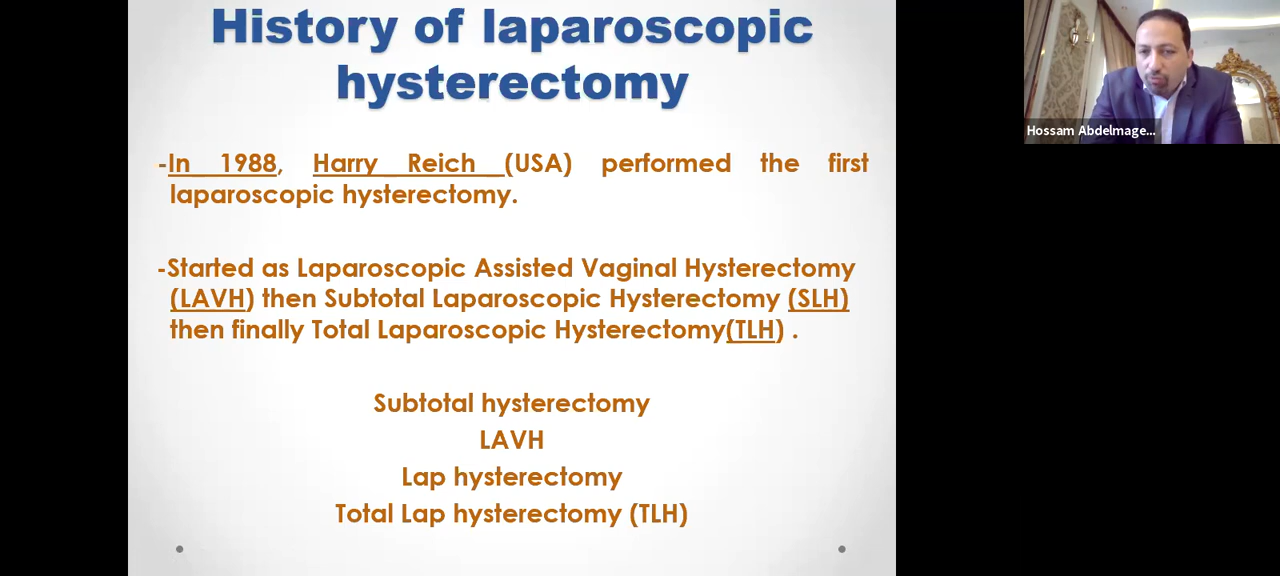 History of laparoscopic
hysterectomy
-In 1988, Harry Reich (USA) performed the first
laparoscopic hysterectomy.
-Started as Laparoscopic Assisted Vaginal Hysterectomy
(LAVH) then Subtotal Laparoscopic Hysterectomy (SLH)
then finally Total Laparoscopic Hysterectomy(TLH) .
Subtotal hysterectomy
LAVH
Lap hysterectomy
Total Lap hysterectomy (TLH)
Hossam Abdelmage...